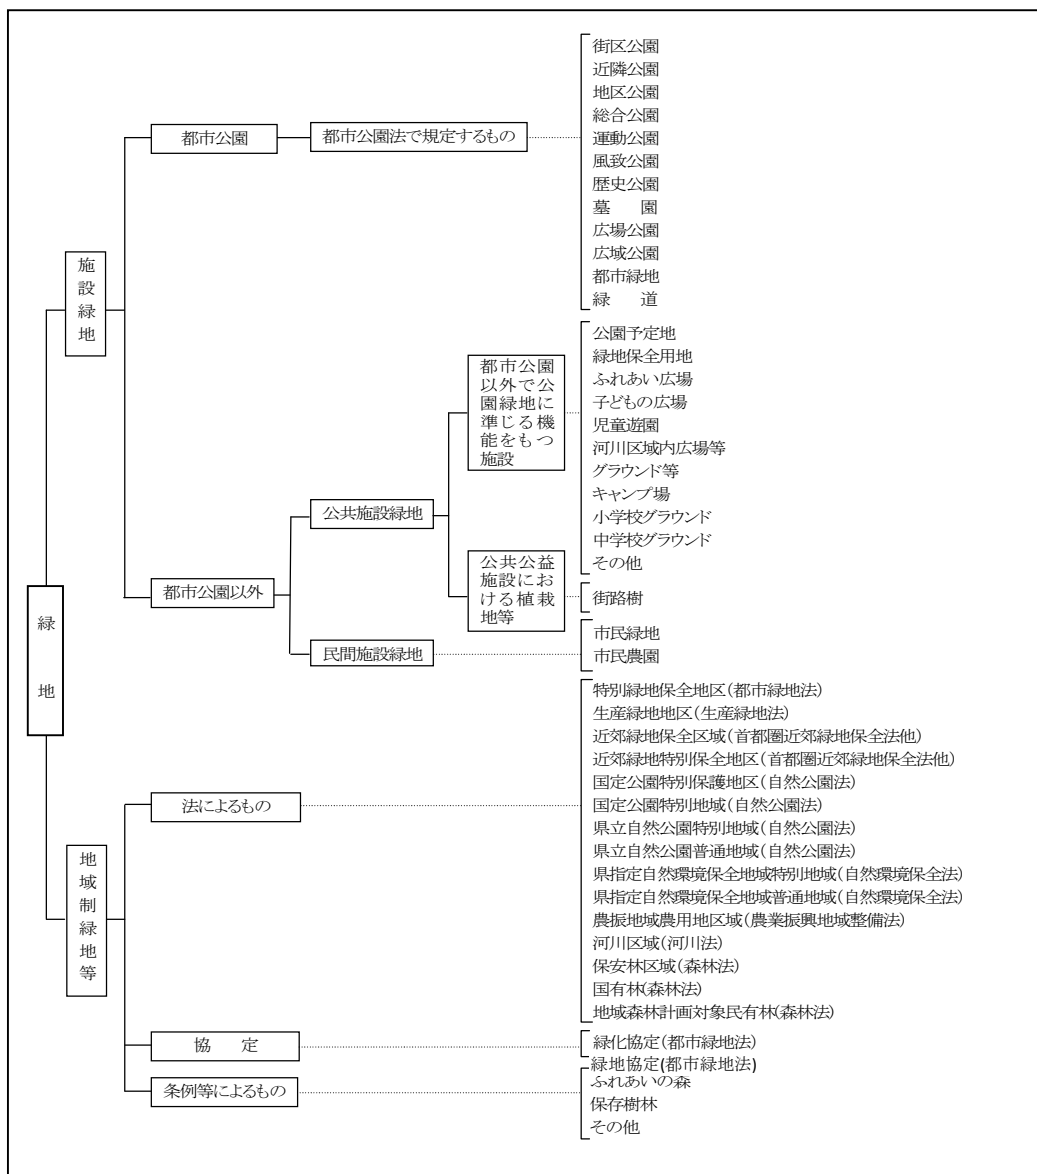 緑地
施設緑地
都市公園
都市公園法で規定するもの
街区公園
近隣公園
地区公園
総合公園
運動公園
風致公園
歴史公園
墓　園
広場公園
広域公園
都市緑地
緑　道
都市公園以外
公共施設緑地
都市公園
以外で公
園緑地に
準じる機
能をもつ
施設
公園予定地
緑地保全用地
ふれあい広場
子どもの広場
児童遊園
河川区域内広場等
グラウンド等
キャンプ場
小学校グラウンド
中学校グラウンド
その他
公共公益
施設にお
ける植栽
地等
街路樹
民間施設緑地
市民緑地
市民農園
地域制緑地等
法によるもの
特別緑地保全地区(都市緑地法)
生産緑地地区(生産緑地法)
近郊緑地保全区域(首都圏近郊緑地保全法他)
近郊緑地特別保全地区(首都圏近郊緑地保全法他)
国定公園特別保護地区(自然公園法)
国定公園特別地域(自然公園法)
県立自然公園特別地域(自然公園法)
県立自然公園普通地域(自然公園法)
県指定自然環境保全地域特別地域(自然環境保全法)
県指定自然環境保全地域普通地域(自然環境保全法)
農振地域農用地区域(農業振興地域整備法)
河川区域(河川法)
保安林区域(森林法)
国有林(森林法)
地域森林計画対象民有林(森林法)
協　定
緑化協定(都市緑地法)
緑地協定(都市緑地法)
条例等によるもの
ふれあいの森
保存樹林
その他